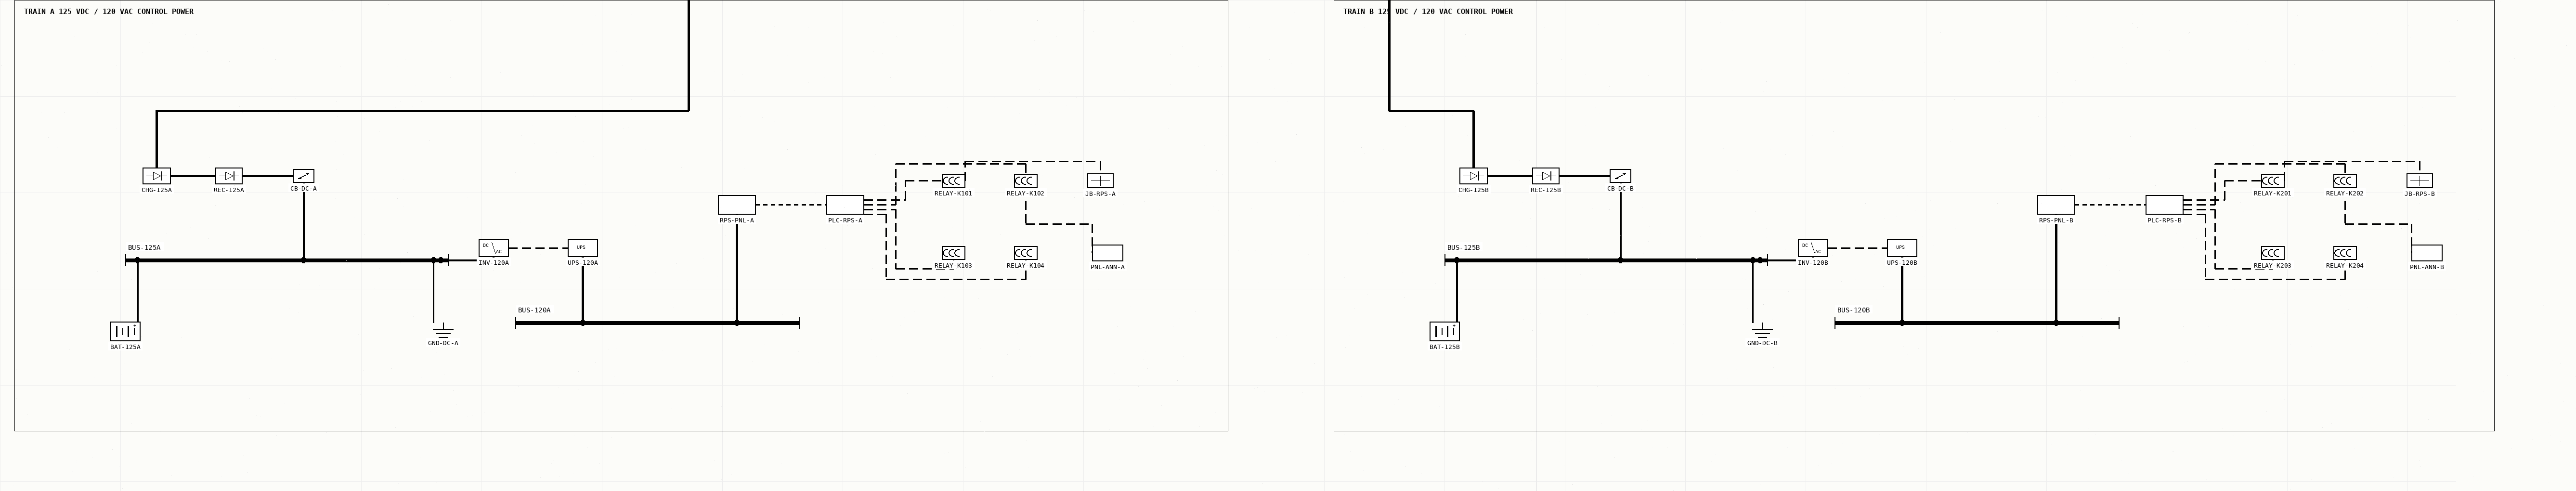 TRAIN A 125 VDC / 120 VAC CONTROL POWER
CHG-125A
REC-125A
CB-DC-A
RELAY-K101
RELAY-K102
JB-RPS-A
RPS-PNL-A
PLC-RPS-A
BUS-125A
DC
AC
INV-120A
UPS
UPS-120A
RELAY-K103
RELAY-K104
PNL-ANN-A
BUS-120A
BAT-125A
GND-DC-A
TRAIN B 125 VDC / 120 VAC CONTROL POWER
CHG-125B
REC-125B
CB-DC-B
RELAY-K201
RELAY-K202
JB-RPS-B
RPS-PNL-B
PLC-RPS-B
BUS-125B
DC
AC
INV-120B
UPS
UPS-120B
RELAY-K203
RELAY-K204
PNL-ANN-B
BUS-120B
BAT-125B
GND-DC-B